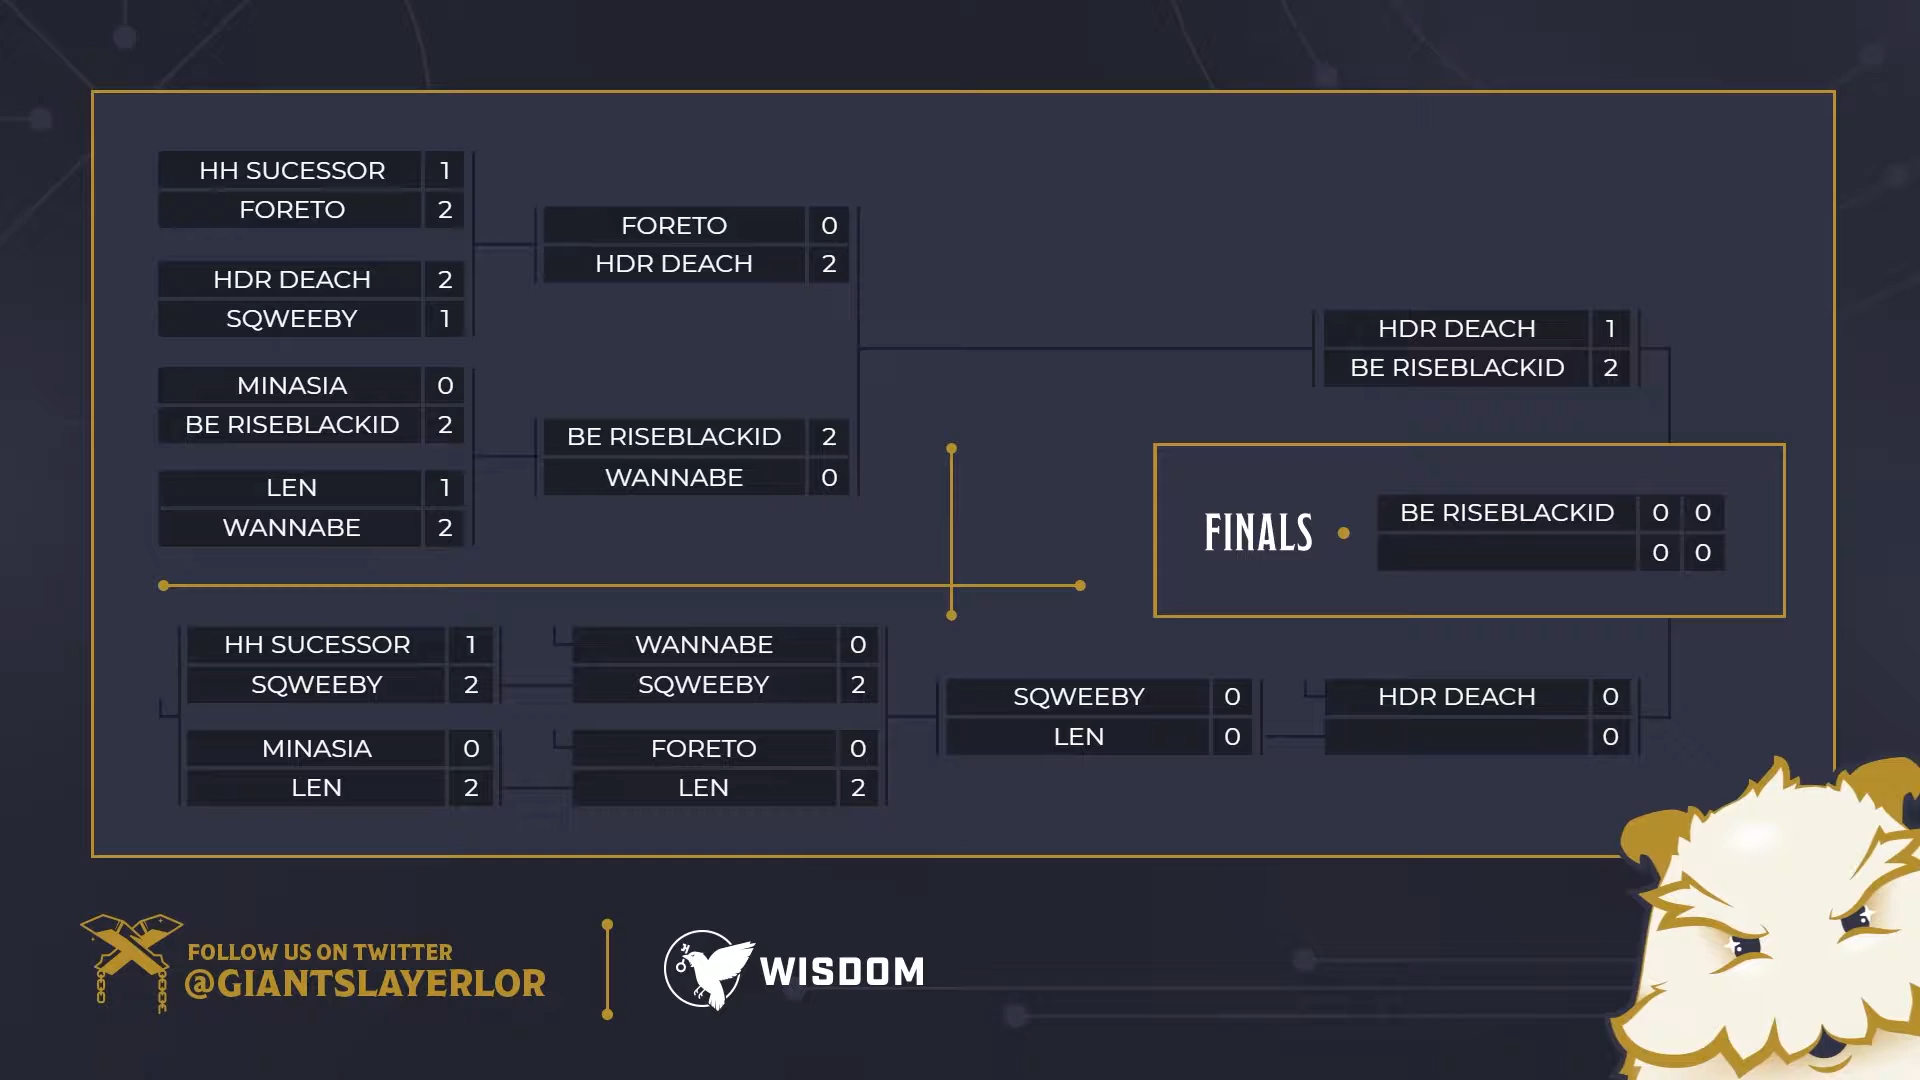 HH SUCESSOR 1
FORETO 2
HDR DEACH 2
SQWEEBY 1
MINASIA 0
BE RISEBLACKID 2
LEN 1
WANNABE 2
FORETO 0
HDR DEACH 2
BE RISEBLACKID 2
WANNABE 0
HDR DEACH 1
BE RISEBLACKID 2
FINALS
BE RISEBLACKID 0 0
0 0
HH SUCESSOR 1
SQWEEBY 2
MINASIA 0
LEN 2
WANNABE 0
SQWEEBY 2
FORETO 0
LEN 2
SQWEEBY 0
LEN 0
HDR DEACH 0
0
FOLLOW US ON TWITTER
@GIANTSLAYERLOR
WISDOM